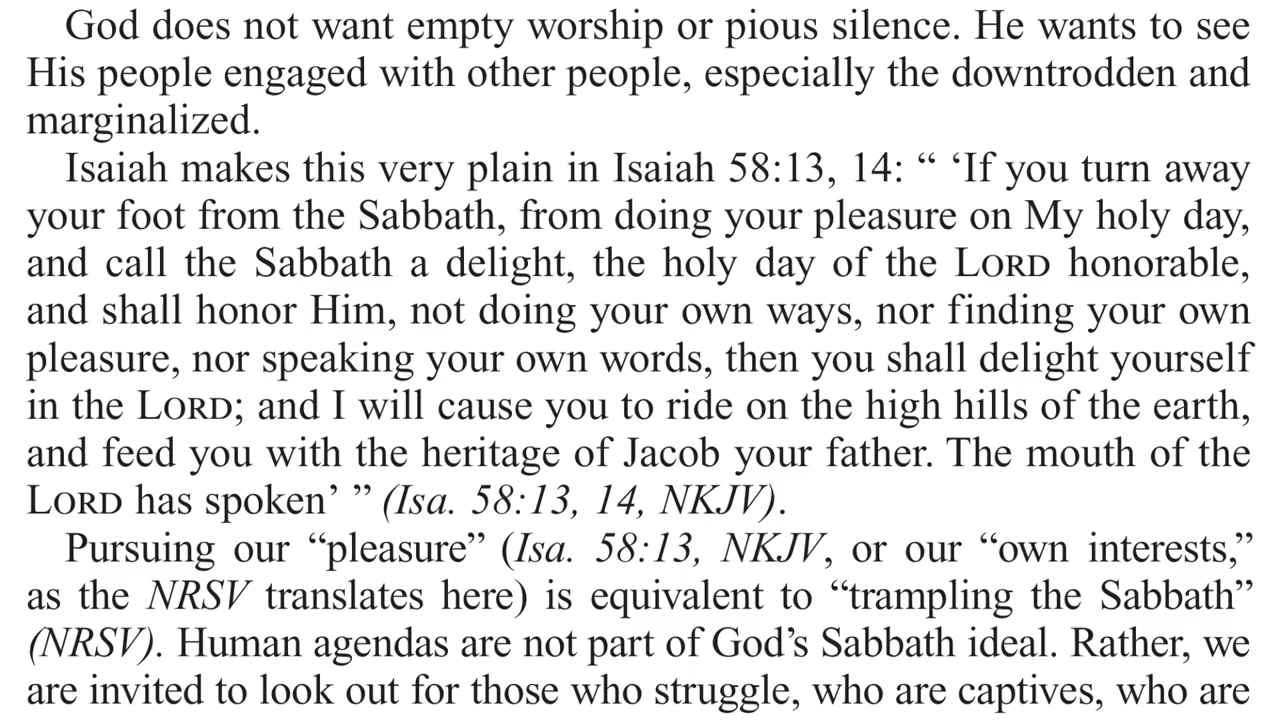 God does not want empty worship or pious silence. He wants to see
His people engaged with other people, especially the downtrodden and
marginalized.
Isaiah makes this very plain in Isaiah 58:13, 14: “ ‘If you turn away
your foot from the Sabbath, from doing your pleasure on My holy day,
and call the Sabbath a delight, the holy day of the LORD honorable,
and shall honor Him, not doing your own ways, nor finding your own
pleasure, nor speaking your own words, then you shall delight yourself
in the LORD; and I will cause you to ride on the high hills of the earth,
and feed you with the heritage of Jacob your father. The mouth of the
LORD has spoken’ ” (Isa. 58:13, 14, NKJV).
Pursuing our “pleasure” (Isa. 58:13, NKJV, or our “own interests,”
as the NRSV translates here) is equivalent to “trampling the Sabbath”
(NRSV). Human agendas are not part of God’s Sabbath ideal. Rather, we
are invited to look out for those who struggle, who are captives, who are